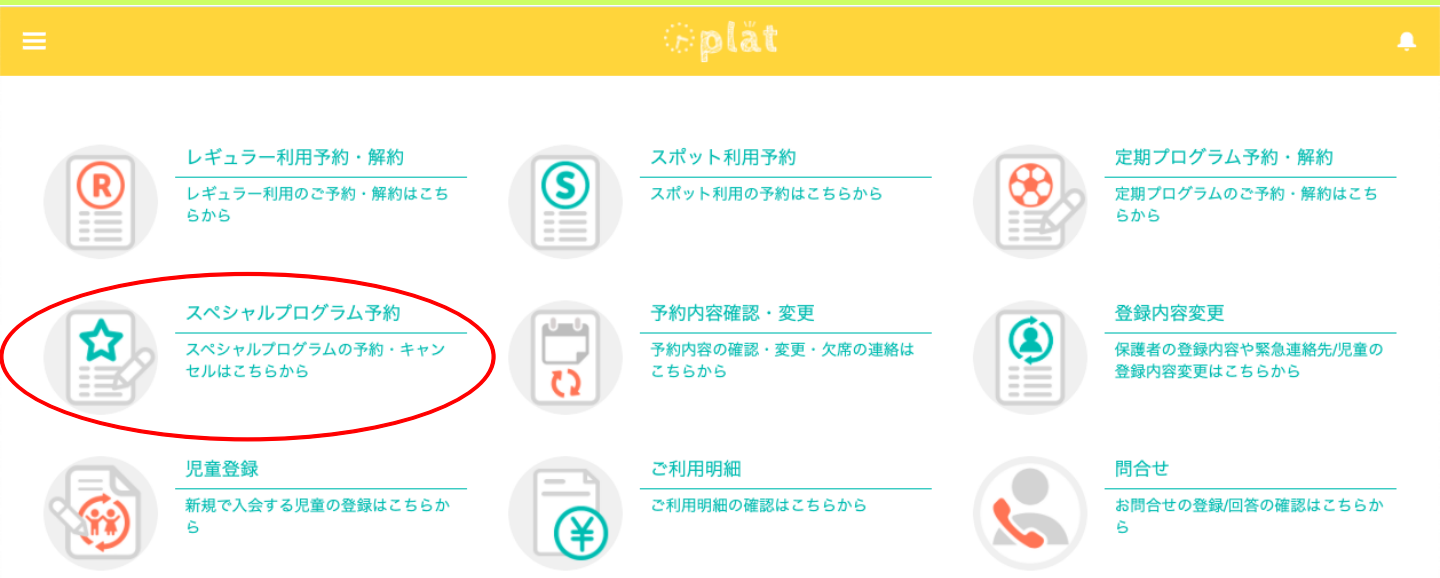 plat
レギュラー利用予約・解約
レギュラー利用のご予約・解約はこち
らから
スポット利用予約
スポット利用の予約はこちらから
定期プログラム予約・解約
定期プログラムのご予約・解約はこち
らから
スペシャルプログラム予約
スペシャルプログラムの予約・キャン
セルはこちらから
予約内容確認・変更
予約内容の確認・変更・欠席の連絡は
こちらから
登録内容変更
保護者の登録内容や緊急連絡先/児童の
登録内容変更はこちらから
児童登録
新規で入会する児童の登録はこちらか
ら
ご利用明細
ご利用明細の確認はこちらから
問合せ
お問合せの登録/回答の確認はこちらか
ら
R
S
¥